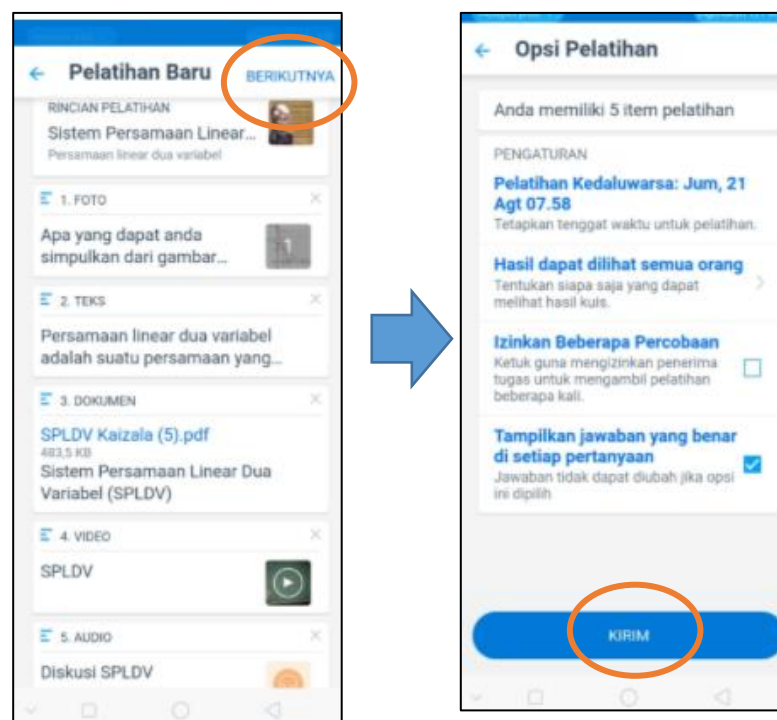 Pelatihan Baru
BERIKUTNYA
RINCIAN PELATIHAN
Sistem Persamaan Linear...
Persamaan linear dua variabel
1. FOTO
Apa yang dapat anda
simpulkan dari gambar...
2. TEKS
Persamaan linear dua variabel
adalah suatu persamaan yang...
3. DOKUMEN
SPLDV Kaizala (5).pdf
483,5 KB
Sistem Persamaan Linear Dua
Variabel (SPLDV)
4. VIDEO
SPLDV
5. AUDIO
Diskusi SPLDV
Opsi Pelatihan
Anda memiliki 5 item pelatihan
PENGATURAN
Pelatihan Kedaluwarsa: Jum, 21
Agt 07.58
Tetapkan tenggat waktu untuk pelatihan.
Hasil dapat dilihat semua orang
Tentukan siapa saja yang dapat
melihat hasil kuis.
Izinkan Beberapa Percobaan
Ketuk guna mengizinkan penerima
tugas untuk mengambil pelatihan
beberapa kali.
Tampilkan jawaban yang benar
di setiap pertanyaan
Jawaban tidak dapat diubah jika opsi
ini dipilih
KIRIM